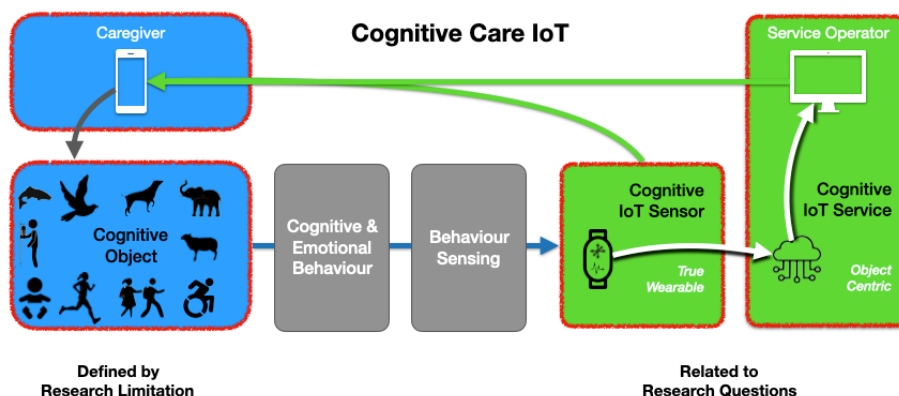 Caregiver
Cognitive Care IoT
Service Operator
Cognitive
Object
Cognitive &
Emotional
Behaviour
Behaviour
Sensing
Cognitive
IoT Sensor
True
Wearable
Cognitive
IoT Service
Object
Centric
Defined by
Research Limitation
Related to
Research Questions